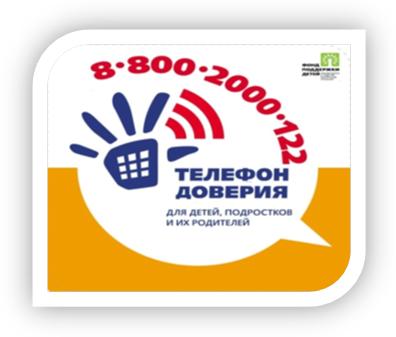 8-800-2000-122
ФОНД
ПОДДЕРЖКИ
ДЕТЕЙ
ТЕЛЕФОН
ДОВЕРИЯ
ДЛЯ ДЕТЕЙ, ПОДРОСТКОВ
И ИХ РОДИТЕЛЕЙ